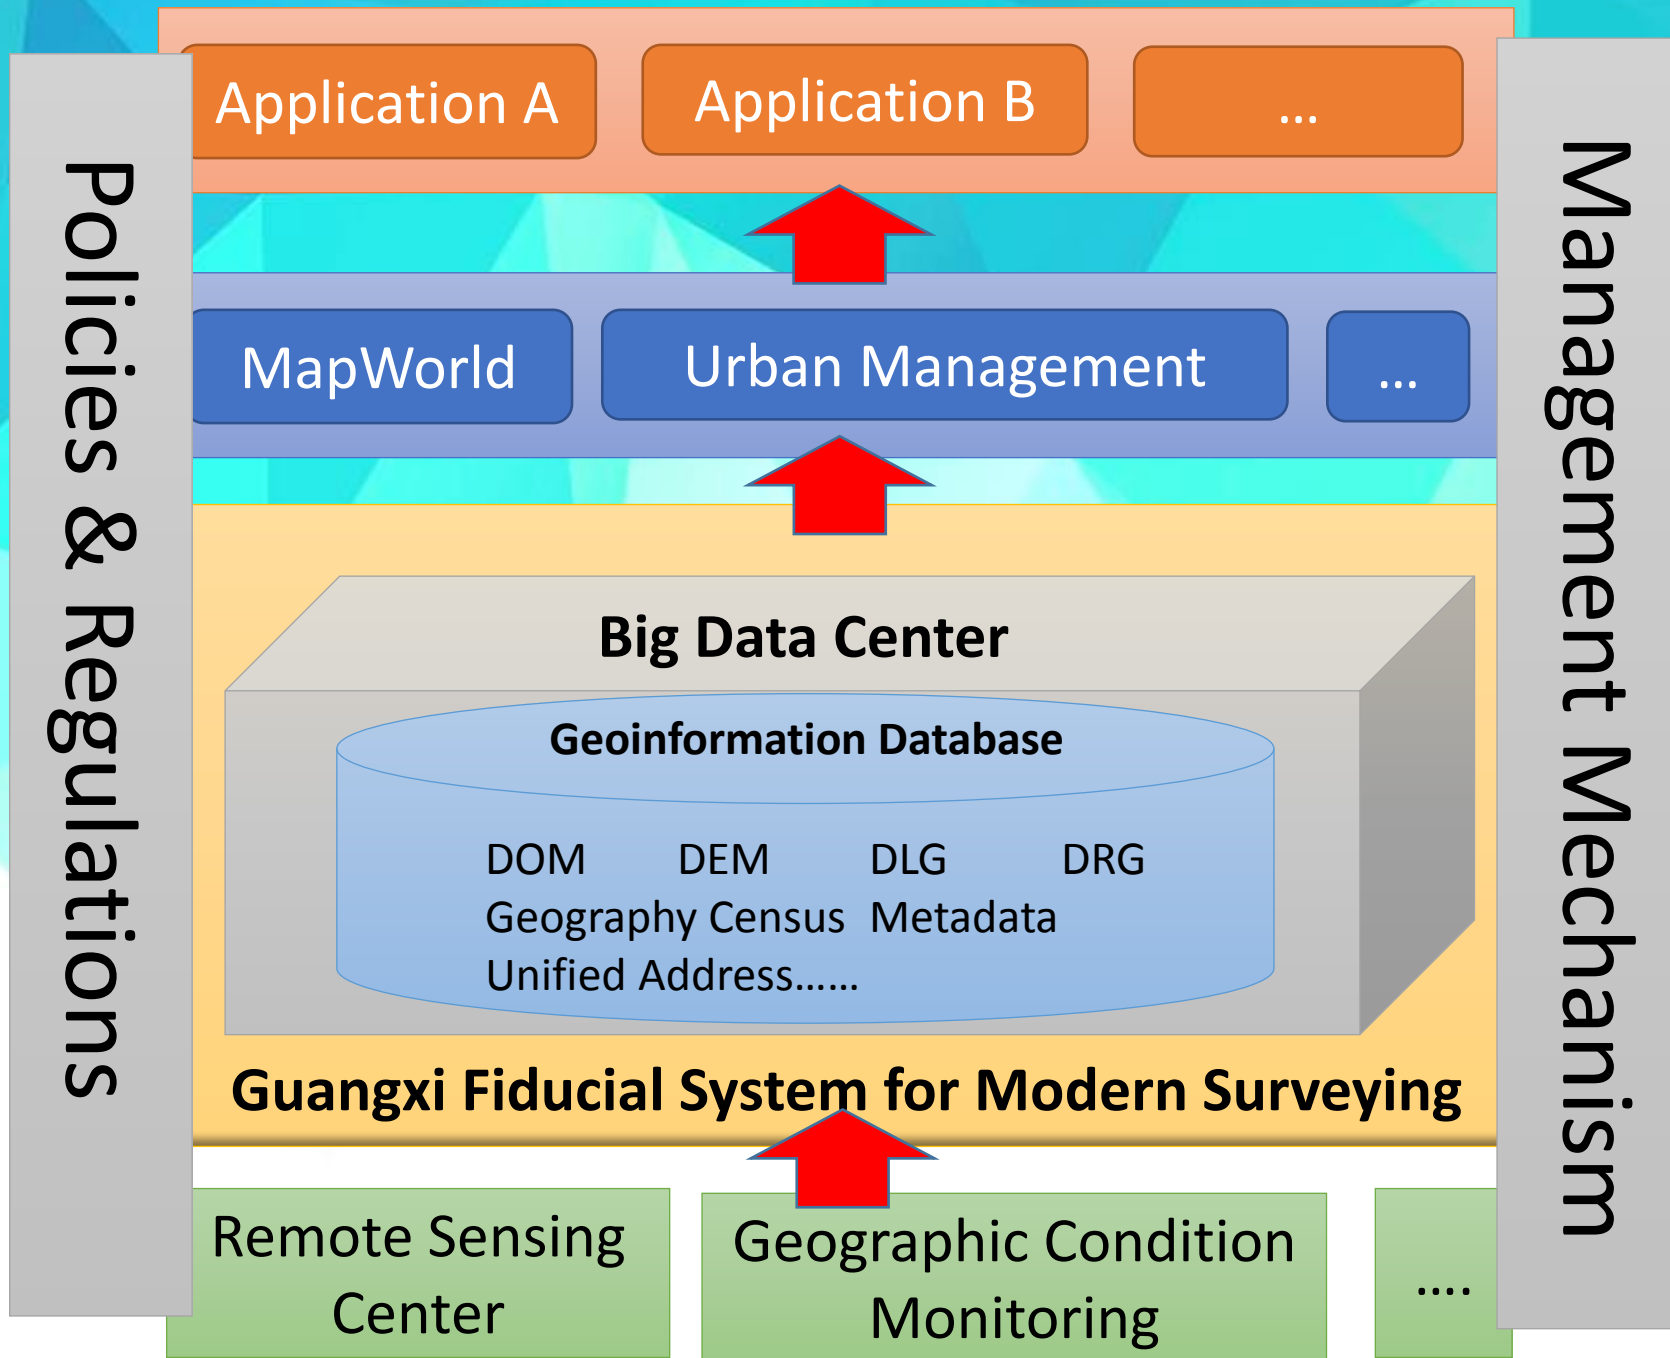 Policies & Regulations
Application A
Application B
...
MapWorld
Urban Management
...
Big Data Center
Geoinformation Database
DOM DEM DLG DRG
Geography Census Metadata
Unified Address......
Guangxi Fiducial System for Modern Surveying
Remote Sensing
Center
Geographic Condition
Monitoring
....
Management Mechanism